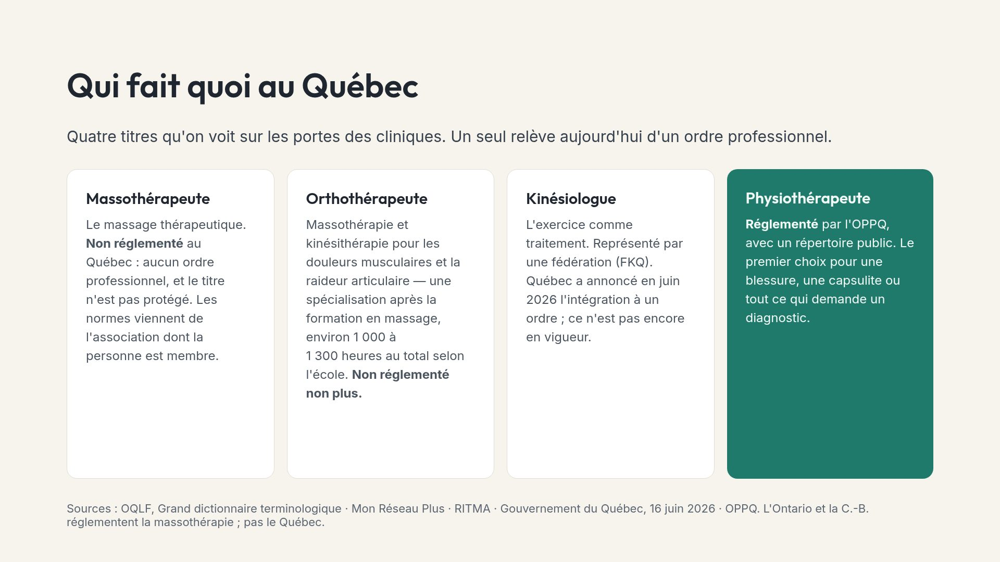 Qui fait quoi au Québec
Quatre titres qu'on voit sur les portes des cliniques. Un seul relève aujourd'hui d'un ordre professionnel.
Massothérapeute
Le massage thérapeutique.
Non réglementé au
Québec : aucun ordre
professionnel, et le titre
n'est pas protégé. Les
normes viennent de
l'association dont la
personne est membre.
Orthothérapeute
Massothérapie et
kinésithérapie pour les
douleurs musculaires et la
raideur articulaire — une
spécialisation après la
formation en massage,
environ 1 000 à
1 300 heures au total selon
l'école. Non réglementé
non plus.
Kinésiologue
L'exercice comme
traitement. Représenté par
une fédération (FKQ).
Québec a annoncé en juin
2026 l'intégration à un
ordre ; ce n'est pas encore
en vigueur.
Physiothérapeute
Réglementé par l'OPPQ,
avec un répertoire public. Le
premier choix pour une
blessure, une capsulite ou
tout ce qui demande un
diagnostic.
Sources : OQLF, Grand dictionnaire terminologique · Mon Réseau Plus · RITMA · Gouvernement du Québec, 16 juin 2026 · OPPQ. L'Ontario et la C.-B.
réglementent la massothérapie ; pas le Québec.